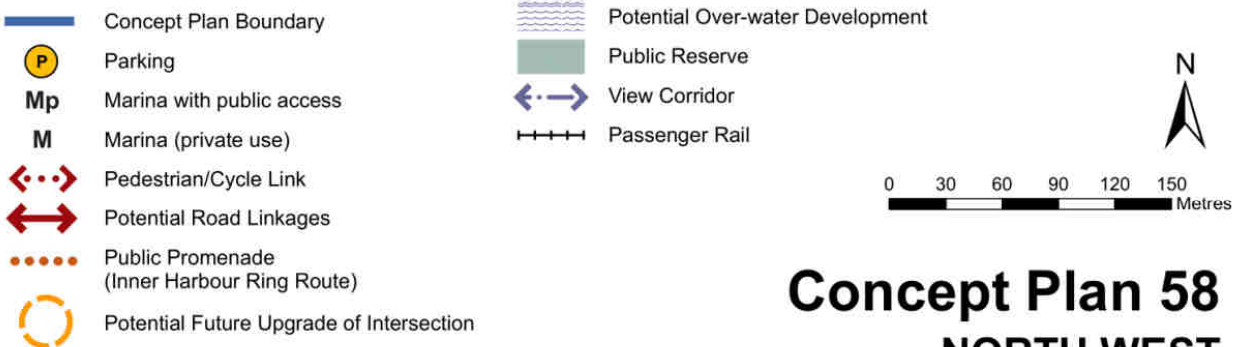 Concept Plan Boundary
P
Parking
Mp
Marina with public access
M
Marina (private use)
Pedestrian/Cycle Link
Potential Road Linkages
Public Promenade
(Inner Harbour Ring Route)
Potential Future Upgrade of Intersection
Potential Over-water Development
Public Reserve
View Corridor
Passenger Rail
N
0 30 60 90 120 150
Metres
Concept Plan 58
NORTH WEST